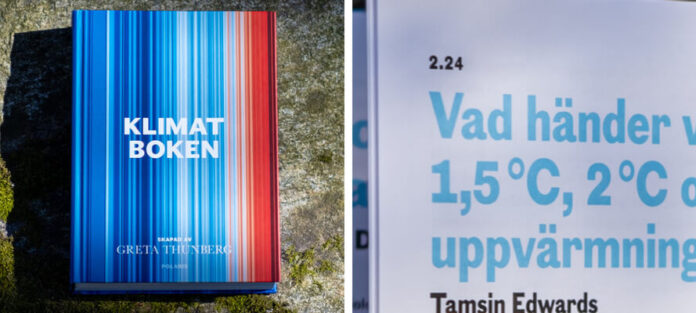 KLIMAT
BOKEN
SKAPAD AV
GRETA THUNBERG
POLARIS
2.24
Vad händer v
1,5 °C, 2 °C o
uppvärmning
Tamsin Edwards